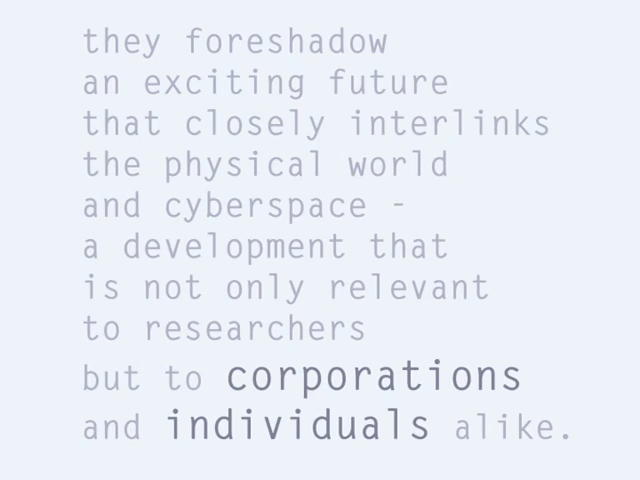 they foreshadow
an exciting future
that closely interlinks
the physical world
and cyberspace -
a development that
is not only relevant
to researchers
but to corporations
and individuals alike.